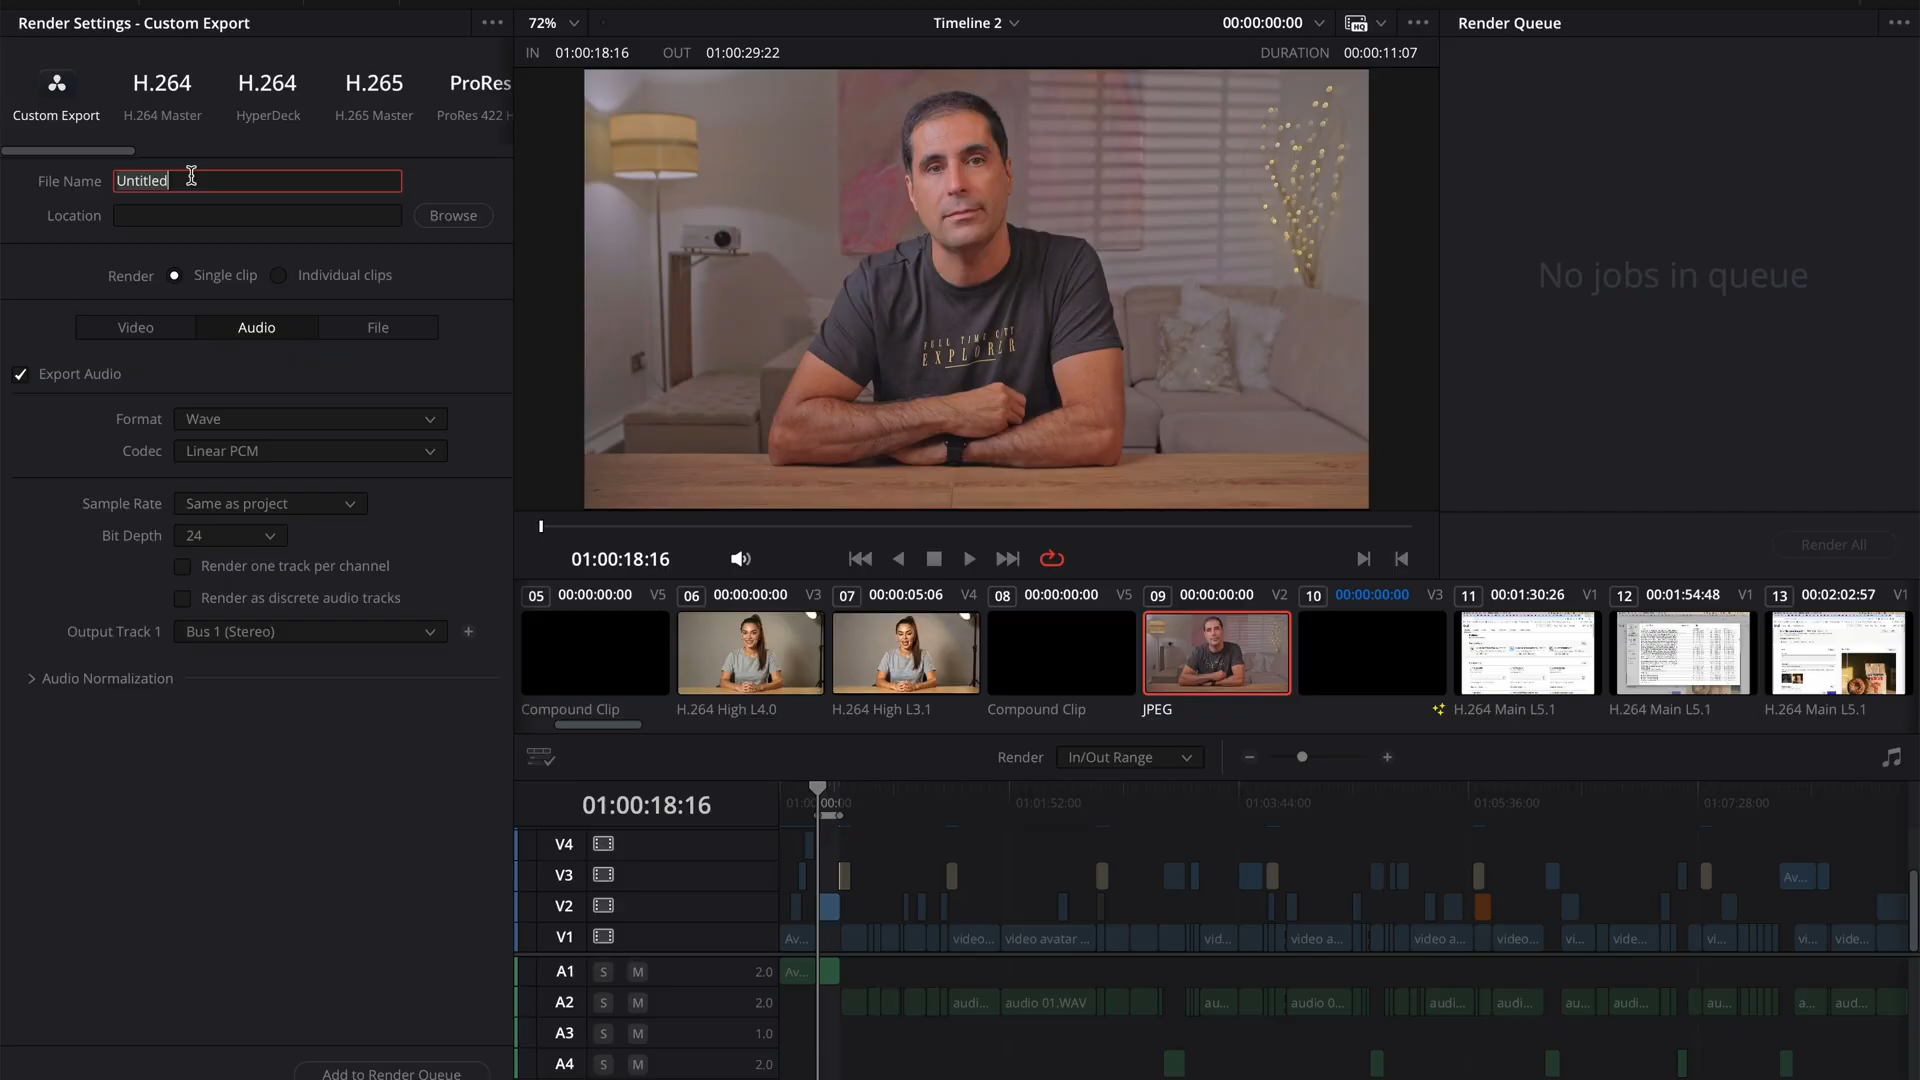 Render Settings - Custom Export
72%
Timeline 2
00:00:00:00
HQ
Render Queue
IN 01:00:18:16 OUT 01:00:29:22
DURATION 00:00:11:07
H.264 H.264 H.265 ProRes
Custom Export H.264 Master HyperDeck H.265 Master ProRes 422 H
File Name Untitled
Location Browse
Render Single clip Individual clips
Video Audio File
Export Audio
Format Wave
Codec Linear PCM
Sample Rate Same as project
Bit Depth 24
Render one track per channel
Render as discrete audio tracks
Output Track 1 Bus 1 (Stereo)
Audio Normalization
Add to Render Queue
FULL TIME CITY
EXPLORER
No jobs in queue
Render All
01:00:18:16
05 00:00:00:00 V5 06 00:00:00:00 V3 07 00:00:05:06 V4 08 00:00:00:00 V5 09 00:00:00:00 V2 10 00:00:00:00 V3 11 00:01:30:26 V1 12 00:01:54:48 V1 13 00:02:02:57 V1
Compound Clip H.264 High L4.0 H.264 High L3.1 Compound Clip JPEG H.264 Main L5.1 H.264 Main L5.1 H.264 Main L5.1
Render In/Out Range
01:00:18:16
01:01:52:00 01:03:44:00 01:05:36:00 01:07:28:00
V4
V3 Av...
V2
V1 Av... video... video avatar ... vid... video a... video a... video... vi... vide... vi... vi... vide...
A1 S M 2.0 Av...
A2 S M 2.0 audi... audio 01.WAV au... audio 0... audi... audi... au... audi... au... a... aud...
A3 S M 1.0
A4 S M 2.0